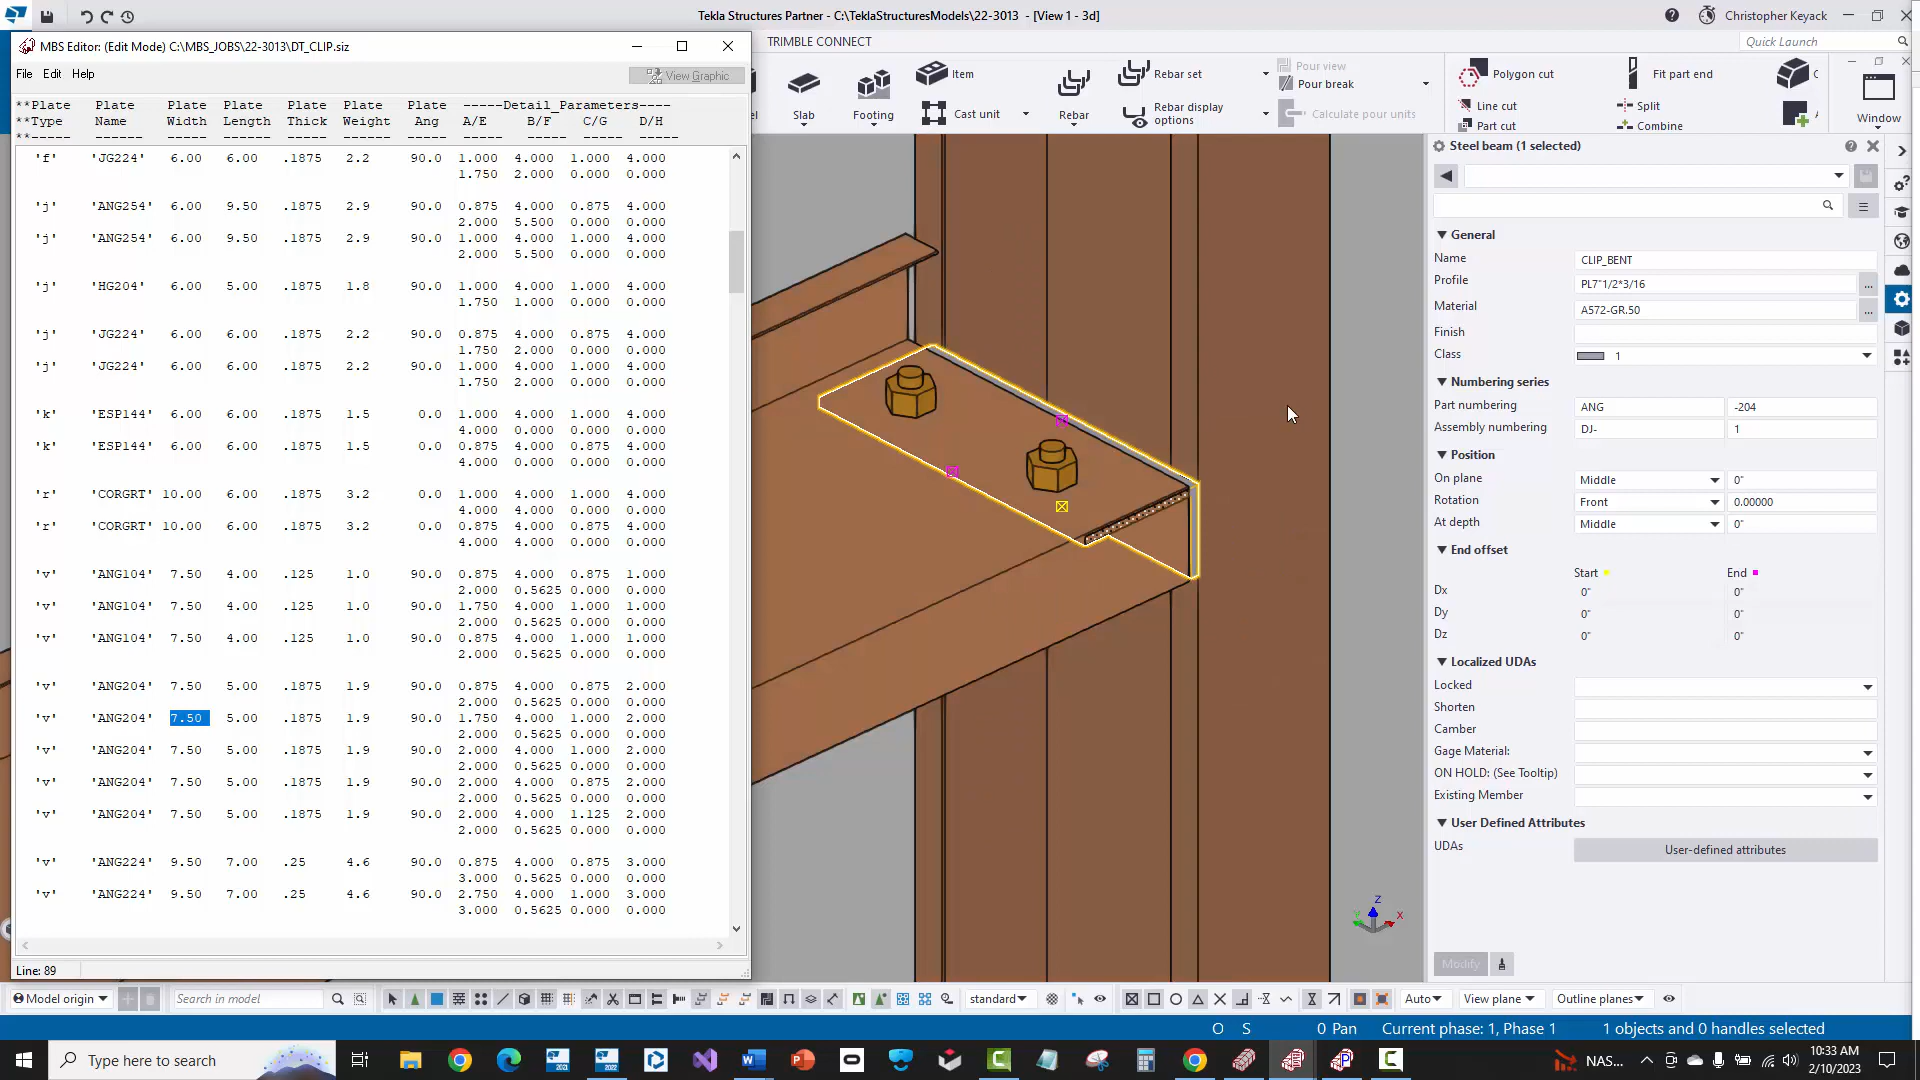 Tekla Structures Partner - C:\TeklaStructuresModels\22-3013 - [View 1 - 3d]
Christopher Keyack
MBS Editor: (Edit Mode) C:\MBS_JOBS\22-3013\DT_CLIP.siz
TRIMBLE CONNECT
Quick Launch
File Edit Help
View Graphic
Slab
Footing
Item
Cast unit
Rebar
Rebar set
Rebar display options
Pour view
Pour break
Calculate pour units
Polygon cut
Line cut
Part cut
Fit part end
Split
Combine
Window
**Plate Plate Plate Plate Plate Plate Plate -----Detail_Parameters----
**Type Name Width Length Thick Weight Ang A/E B/F C/G D/H
**----- ------ ----- ----- ----- ----- ----- ----- ----- ----- -----
'f' 'JG224' 6.00 6.00 .1875 2.2 90.0 1.000 4.000 1.000 4.000
1.750 2.000 0.000 0.000
'j' 'ANG254' 6.00 9.50 .1875 2.9 90.0 0.875 4.000 0.875 4.000
2.000 5.500 0.000 0.000
'j' 'ANG254' 6.00 9.50 .1875 2.9 90.0 1.000 4.000 1.000 4.000
2.000 5.500 0.000 0.000
'j' 'HG204' 6.00 5.00 .1875 1.8 90.0 1.000 4.000 1.000 4.000
1.750 1.000 0.000 0.000
'j' 'JG224' 6.00 6.00 .1875 2.2 90.0 0.875 4.000 0.875 4.000
1.750 2.000 0.000 0.000
'j' 'JG224' 6.00 6.00 .1875 2.2 90.0 1.000 4.000 1.000 4.000
1.750 2.000 0.000 0.000
'k' 'ESP144' 6.00 6.00 .1875 1.5 0.0 1.000 4.000 1.000 4.000
4.000 0.000 0.000 0.000
'k' 'ESP144' 6.00 6.00 .1875 1.5 0.0 0.875 4.000 0.875 4.000
4.000 0.000 0.000 0.000
'r' 'CORGRT' 10.00 6.00 .1875 3.2 0.0 1.000 4.000 1.000 4.000
4.000 4.000 0.000 0.000
'r' 'CORGRT' 10.00 6.00 .1875 3.2 0.0 0.875 4.000 0.875 4.000
4.000 4.000 0.000 0.000
'v' 'ANG104' 7.50 4.00 .125 1.0 90.0 0.875 4.000 0.875 1.000
2.000 0.5625 0.000 0.000
'v' 'ANG104' 7.50 4.00 .125 1.0 90.0 1.750 4.000 1.000 1.000
2.000 0.5625 0.000 0.000
'v' 'ANG104' 7.50 4.00 .125 1.0 90.0 0.875 4.000 1.000 1.000
2.000 0.5625 0.000 0.000
'v' 'ANG204' 7.50 5.00 .1875 1.9 90.0 0.875 4.000 0.875 2.000
2.000 0.5625 0.000 0.000
'v' 'ANG204' 7.50 5.00 .1875 1.9 90.0 1.750 4.000 1.000 2.000
2.000 0.5625 0.000 0.000
'v' 'ANG204' 7.50 5.00 .1875 1.9 90.0 2.000 4.000 1.000 2.000
2.000 0.5625 0.000 0.000
'v' 'ANG204' 7.50 5.00 .1875 1.9 90.0 2.000 4.000 0.875 2.000
2.000 0.5625 0.000 0.000
'v' 'ANG204' 7.50 5.00 .1875 1.9 90.0 2.000 4.000 1.125 2.000
2.000 0.5625 0.000 0.000
'v' 'ANG224' 9.50 7.00 .25 4.6 90.0 0.875 4.000 0.875 3.000
3.000 0.5625 0.000 0.000
'v' 'ANG224' 9.50 7.00 .25 4.6 90.0 2.750 4.000 1.000 3.000
3.000 0.5625 0.000 0.000
Line: 89
Z
Y X
Steel beam (1 selected)
General
Name CLIP_BENT
Profile PL7"1/2*3/16 ...
Material A572-GR.50 ...
Finish
Class 1
Numbering series
Part numbering ANG -204
Assembly numbering DJ- 1
Position
On plane Middle 0"
Rotation Front 0.00000
At depth Middle 0"
End offset
Start End
Dx 0" 0"
Dy 0" 0"
Dz 0" 0"
Localized UDAs
Locked
Shorten
Camber
Gage Material:
ON HOLD: (See Tooltip)
Existing Member
User Defined Attributes
UDAs User-defined attributes
Modify
Model origin
Search in model
standard
Auto
View plane
Outline planes
O S 0 Pan Current phase: 1, Phase 1 1 objects and 0 handles selected
Type here to search
2021
2022
NAS...
10:33 AM
2/10/2023